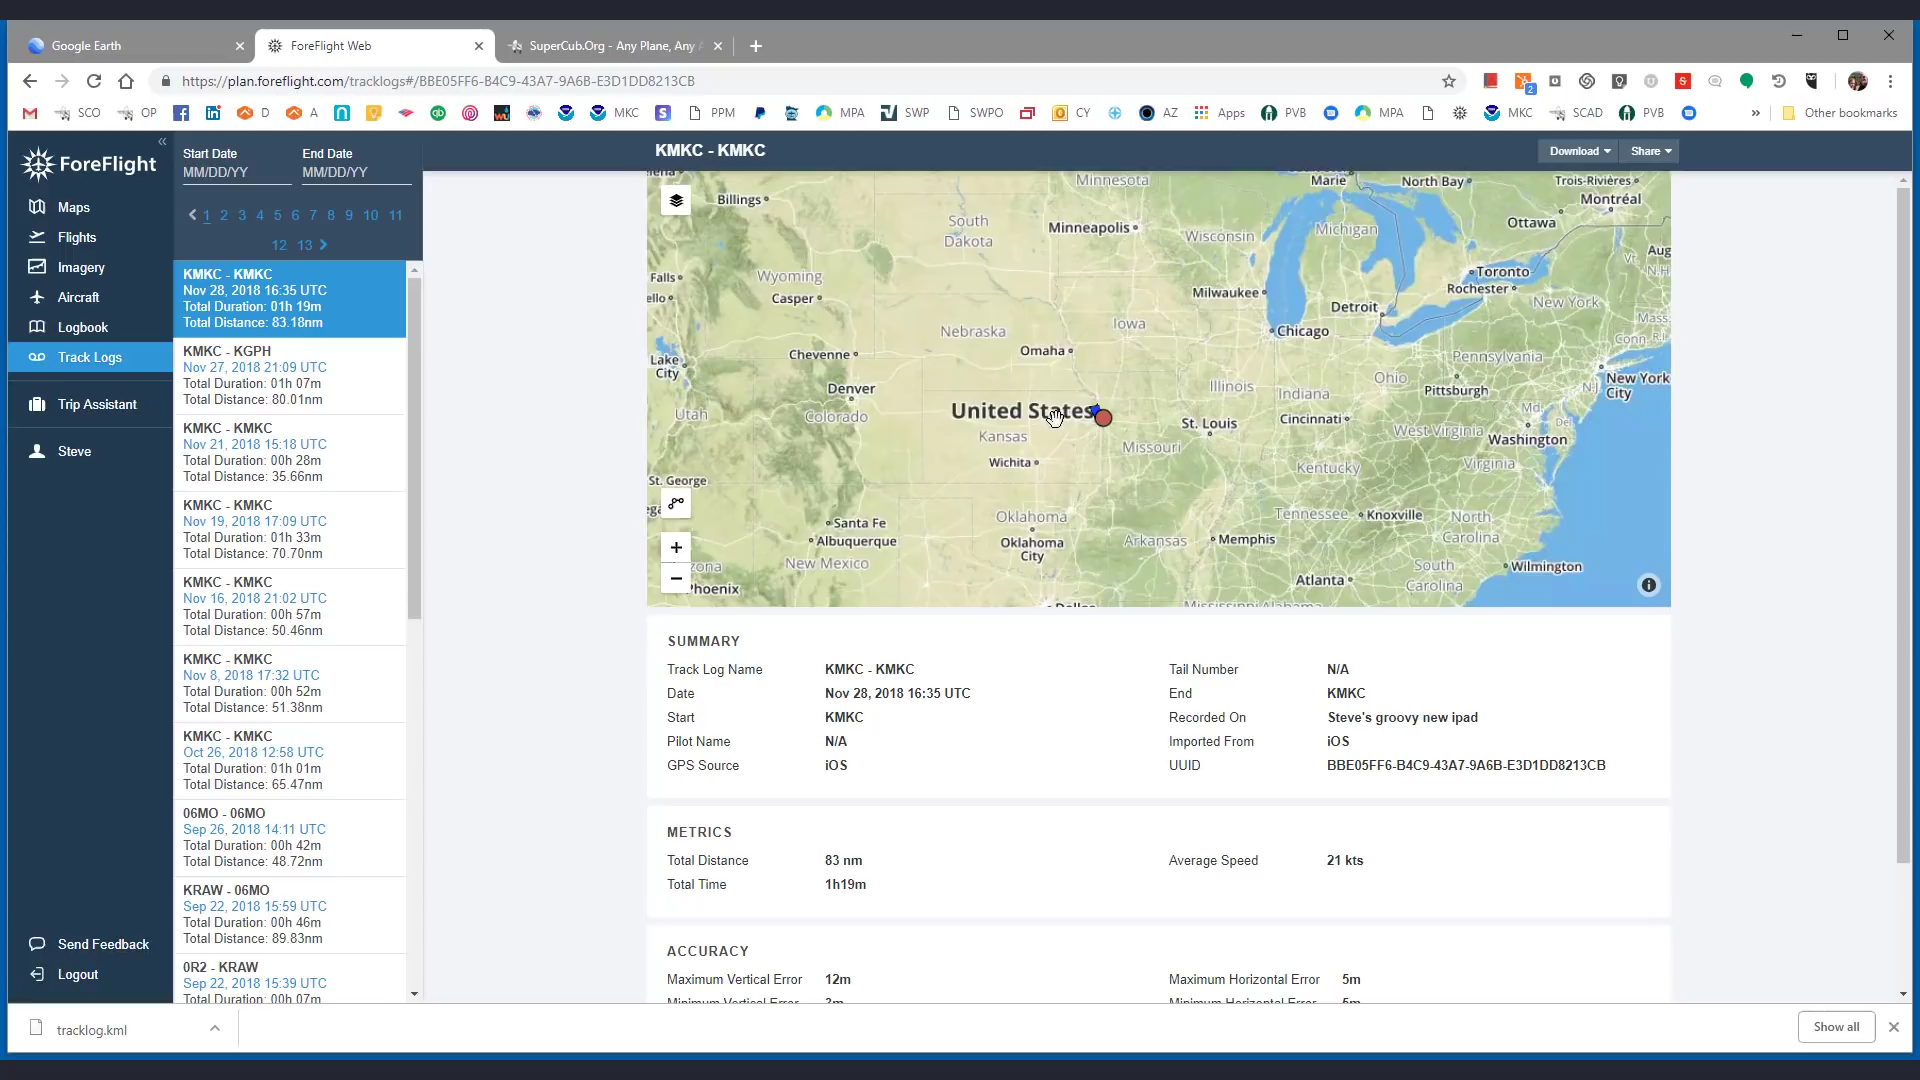 Google Earth
ForeFlight Web
SuperCub.Org - Any Plane, Any
https://plan.foreflight.com/tracklogs#/BBE05FF6-B4C9-43A7-9A6B-E3D1DD8213CB
2
SCO OP D A MKC S PPM MPA SWP SWPO CY AZ Apps PVB MPA MKC SCAD PVB » Other bookmarks
ForeFlight
Maps
Flights
Imagery
Aircraft
Logbook
Track Logs
Trip Assistant
Steve
Send Feedback
Logout
Start Date End Date
MM/DD/YY MM/DD/YY
1 2 3 4 5 6 7 8 9 10 11
12 13
KMKC - KMKC
Nov 28, 2018 16:35 UTC
Total Duration: 01h 19m
Total Distance: 83.18nm
KMKC - KGPH
Nov 27, 2018 21:09 UTC
Total Duration: 01h 07m
Total Distance: 80.01nm
KMKC - KMKC
Nov 21, 2018 15:18 UTC
Total Duration: 00h 28m
Total Distance: 35.66nm
KMKC - KMKC
Nov 19, 2018 17:09 UTC
Total Duration: 01h 33m
Total Distance: 70.70nm
KMKC - KMKC
Nov 16, 2018 21:02 UTC
Total Duration: 00h 57m
Total Distance: 50.46nm
KMKC - KMKC
Nov 8, 2018 17:32 UTC
Total Duration: 00h 52m
Total Distance: 51.38nm
KMKC - KMKC
Oct 26, 2018 12:58 UTC
Total Duration: 01h 01m
Total Distance: 65.47nm
06MO - 06MO
Sep 26, 2018 14:11 UTC
Total Duration: 00h 42m
Total Distance: 48.72nm
KRAW - 06MO
Sep 22, 2018 15:59 UTC
Total Duration: 00h 46m
Total Distance: 89.83nm
0R2 - KRAW
Sep 22, 2018 15:39 UTC
Total Duration: 00h 07m
KMKC - KMKC
Download Share
Minnesota Marie North Bay Trois-Rivières
Billings Montréal
South Dakota Minneapolis Michigan Ottawa
Wisconsin
Falls Wyoming Toronto
Casper Milwaukee Rochester
Detroit New York
Nebraska Iowa Chicago
Lake City Cheyenne Omaha Pennsylvania
Denver Illinois Indiana Ohio Pittsburgh New York City
Utah Colorado United States St. Louis Cincinnati Washington
Kansas Missouri West Virginia
Wichita Kentucky Virginia
St. George
Santa Fe Oklahoma Tennessee Knoxville North Carolina
Albuquerque Oklahoma City Arkansas Memphis
New Mexico Wilmington
Phoenix Atlanta South Carolina
Dallas Mississippi Alabama
SUMMARY
Track Log Name KMKC - KMKC Tail Number N/A
Date Nov 28, 2018 16:35 UTC End KMKC
Start KMKC Recorded On Steve's groovy new ipad
Pilot Name N/A Imported From iOS
GPS Source iOS UUID BBE05FF6-B4C9-43A7-9A6B-E3D1DD8213CB
METRICS
Total Distance 83 nm Average Speed 21 kts
Total Time 1h19m
ACCURACY
Maximum Vertical Error 12m Maximum Horizontal Error 5m
Minimum Vertical Error Minimum Horizontal Error 5m
tracklog.kml
Show all